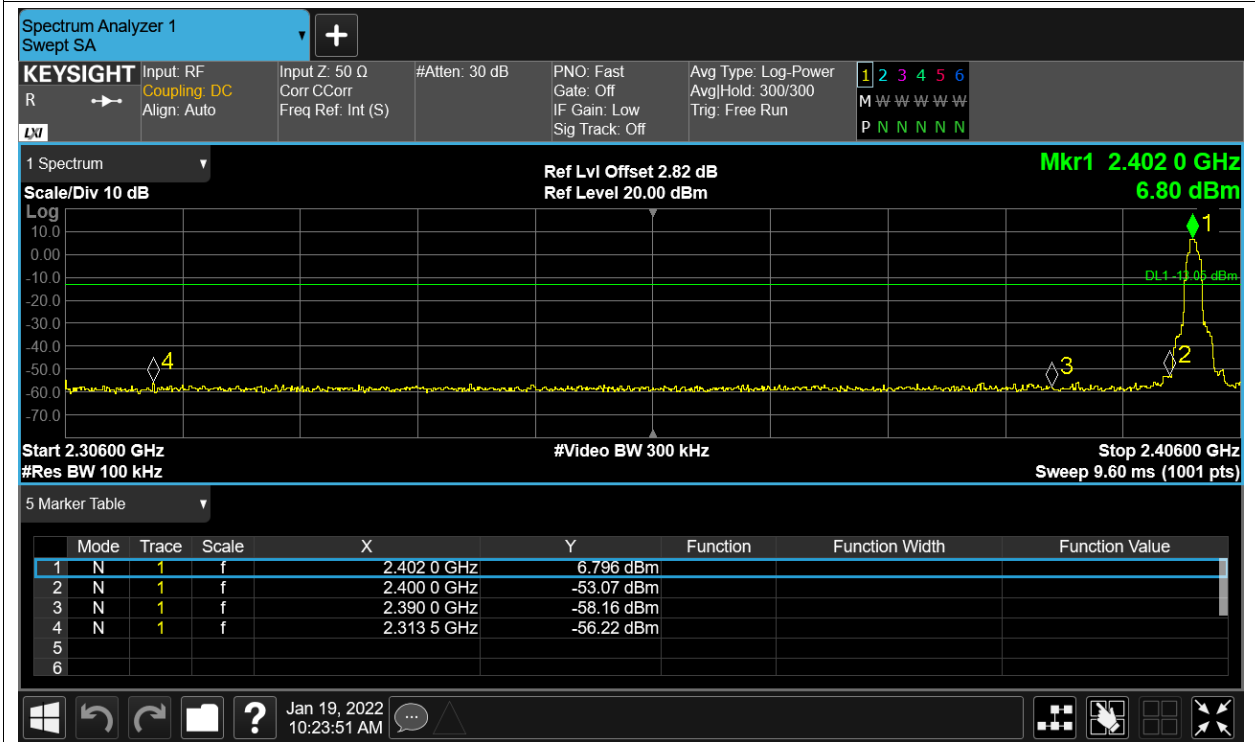 Spectrum Analyzer 1
Swept SA
KEYSIGHT
R
LXI
Input: RF
Coupling: DC
Align: Auto
Input Z: 50 Ω
Corr CCorr
Freq Ref: Int (S)
#Atten: 30 dB
PNO: Fast
Gate: Off
IF Gain: Low
Sig Track: Off
Avg Type: Log-Power
Avg|Hold: 300/300
Trig: Free Run
1 2 3 4 5 6
M W W W W W
P N N N N N
1 Spectrum
Scale/Div 10 dB
Log
Ref Lvl Offset 2.82 dB
Ref Level 20.00 dBm
Mkr1 2.402 0 GHz
6.80 dBm
10.0
0.00
-10.0
-20.0
-30.0
-40.0
-50.0
-60.0
-70.0
1
DL1 -13.05 dBm
2
3
4
Start 2.30600 GHz
#Res BW 100 kHz
#Video BW 300 kHz
Stop 2.40600 GHz
Sweep 9.60 ms (1001 pts)
5 Marker Table
Mode Trace Scale X Y Function Function Width Function Value
1 N 1 f 2.402 0 GHz 6.796 dBm
2 N 1 f 2.400 0 GHz -53.07 dBm
3 N 1 f 2.390 0 GHz -58.16 dBm
4 N 1 f 2.313 5 GHz -56.22 dBm
5
6
?
Jan 19, 2022
10:23:51 AM